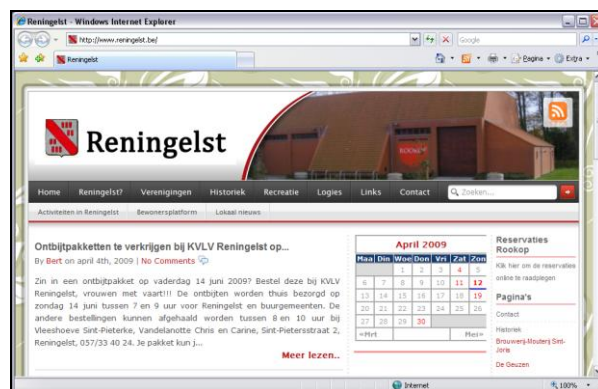 Reningelst - Windows Internet Explorer
http://www.reningelst.be/
Google
Reningelst
Pagina
Extra
Reningelst
ROOKOP
Home Reningelst? Verenigingen Historiek Recreatie Logies Links Contact Zoeken...
Activiteiten in Reningelst Bewonersplatform Lokaal nieuws
Ontbijtpakketten te verkrijgen bij KVLV Reningelst op...
By Bert on april 4th, 2009 | No Comments
Zin in een ontbijtpakket op vaderdag 14 juni 2009? Bestel deze bij KVLV
Reningelst, vrouwen met vaart!!! De ontbijten worden thuis bezorgd op
zondag 14 juni tussen 7 en 9 uur voor Reningelst en buurgemeenten. De
andere bestellingen kunnen afgehaald worden tussen 8 en 10 uur bij
Vleeshoeve Sint-Pieterke, Vandelanotte Chris en Carine, Sint-Pietersstraat 2,
Reningelst, 057/33 40 24. Je pakket kun j...
Meer lezen..
April 2009
Maa Din Woe Don Vri Zat Zon
1 2 3 4 5
6 7 8 9 10 11 12
13 14 15 16 17 18 19
20 21 22 23 24 25 26
27 28 29 30
«Mrt Mei»
Reservaties
Rookop
Klik hier om de reservaties
online te raadplegen
Pagina's
Contact
Historiek
Brouwerij-Mouterij Sint-
Joris
De Geuzen
Internet
100%